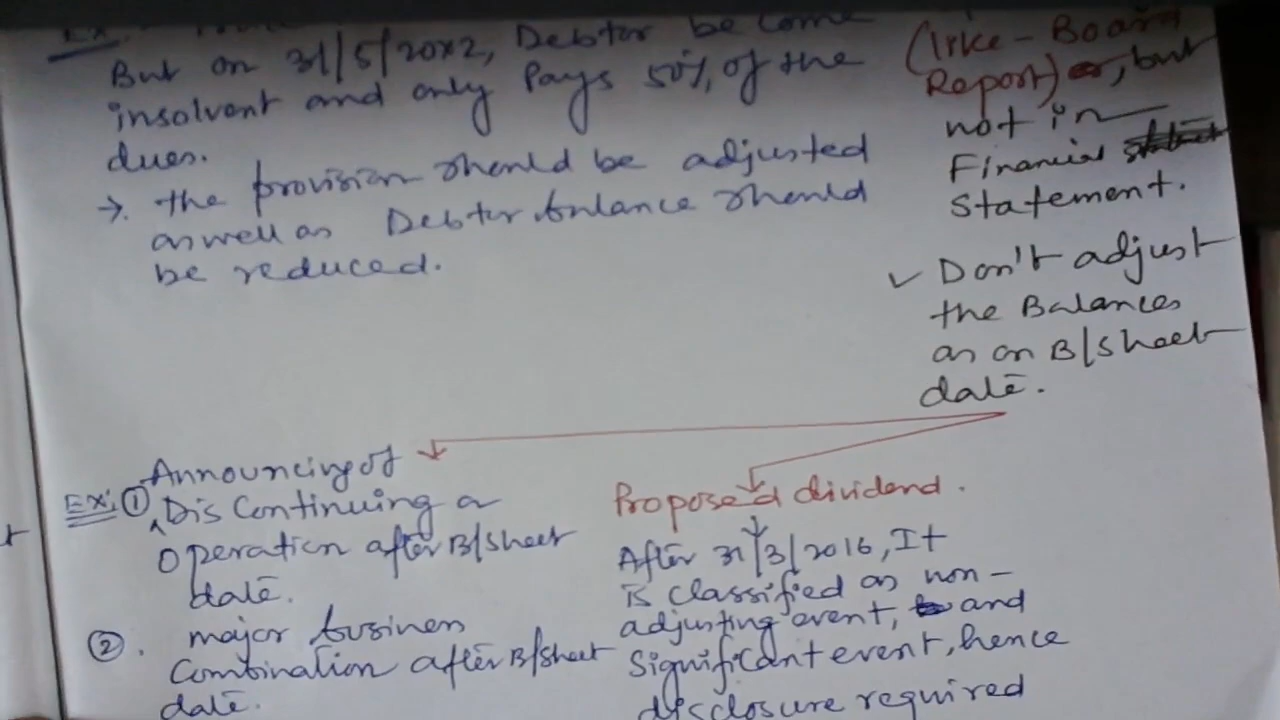 Ex.
But on 31/5/20x2, Debtor become
insolvent and only Pays 50% of the
dues.
→. the provision should be adjusted
aswell as Debtor balance should
be reduced.
(like - Board
Report), but
not in
Financial
Statement.
✓ Don't adjust
the Balances
as on B/Sheet
date.
Announcing of
Ex: ① Dis Continuing a
Operation after B/Sheet
date.
②. major business
Combination after B/Sheet
date.
Proposed dividend.
After 31/3/2016, It
is classified as non-
adjusting event, and
Significant event, hence
disclosure required